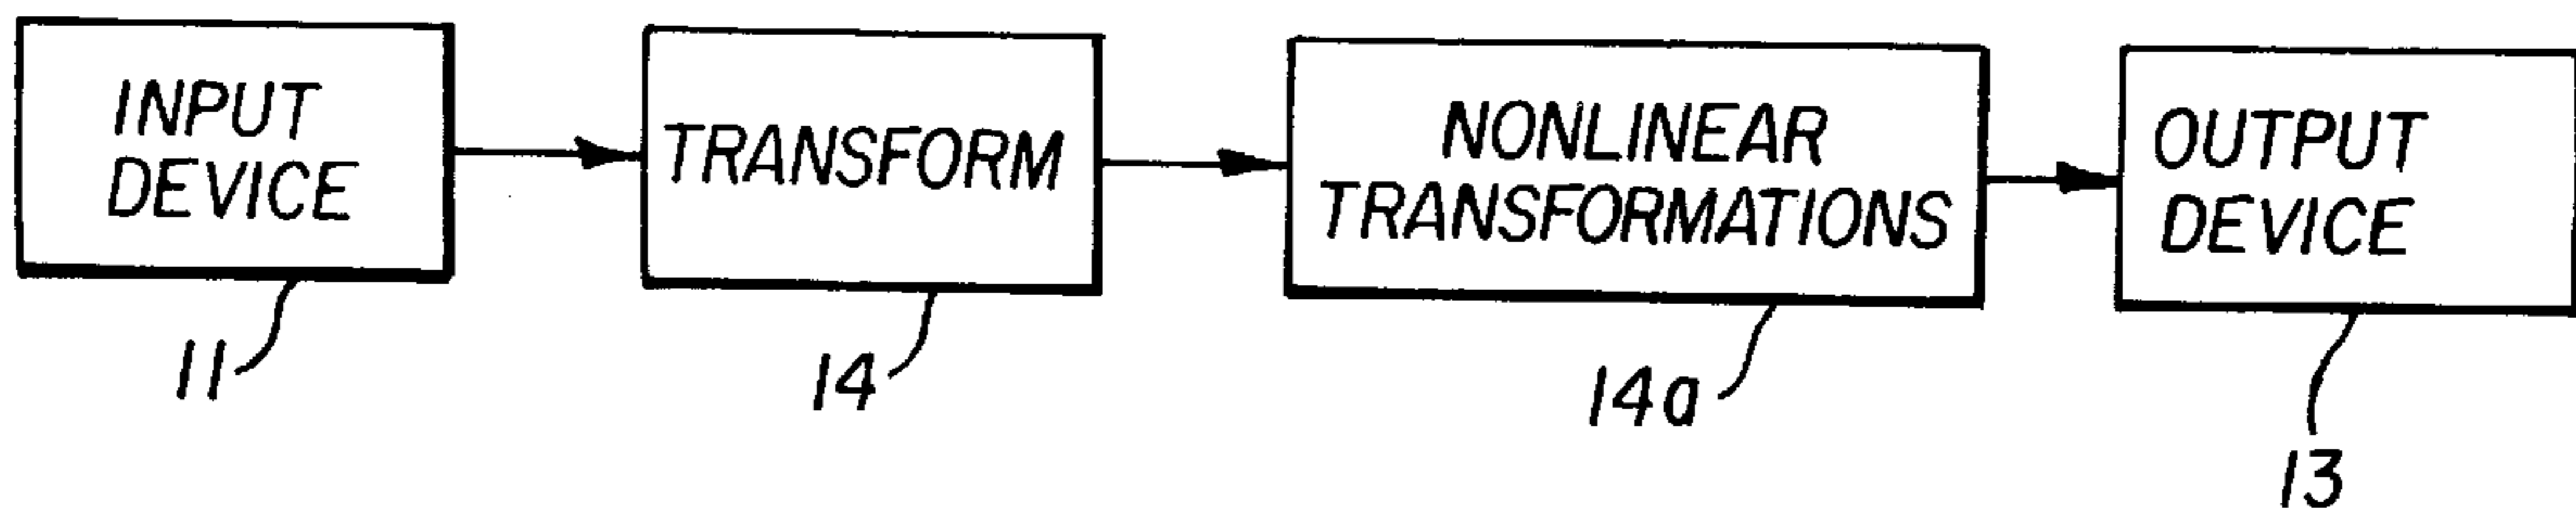 INPUT
DEVICE
TRANSFORM
NONLINEAR
TRANSFORMATIONS
OUTPUT
DEVICE
11
14
14a
13